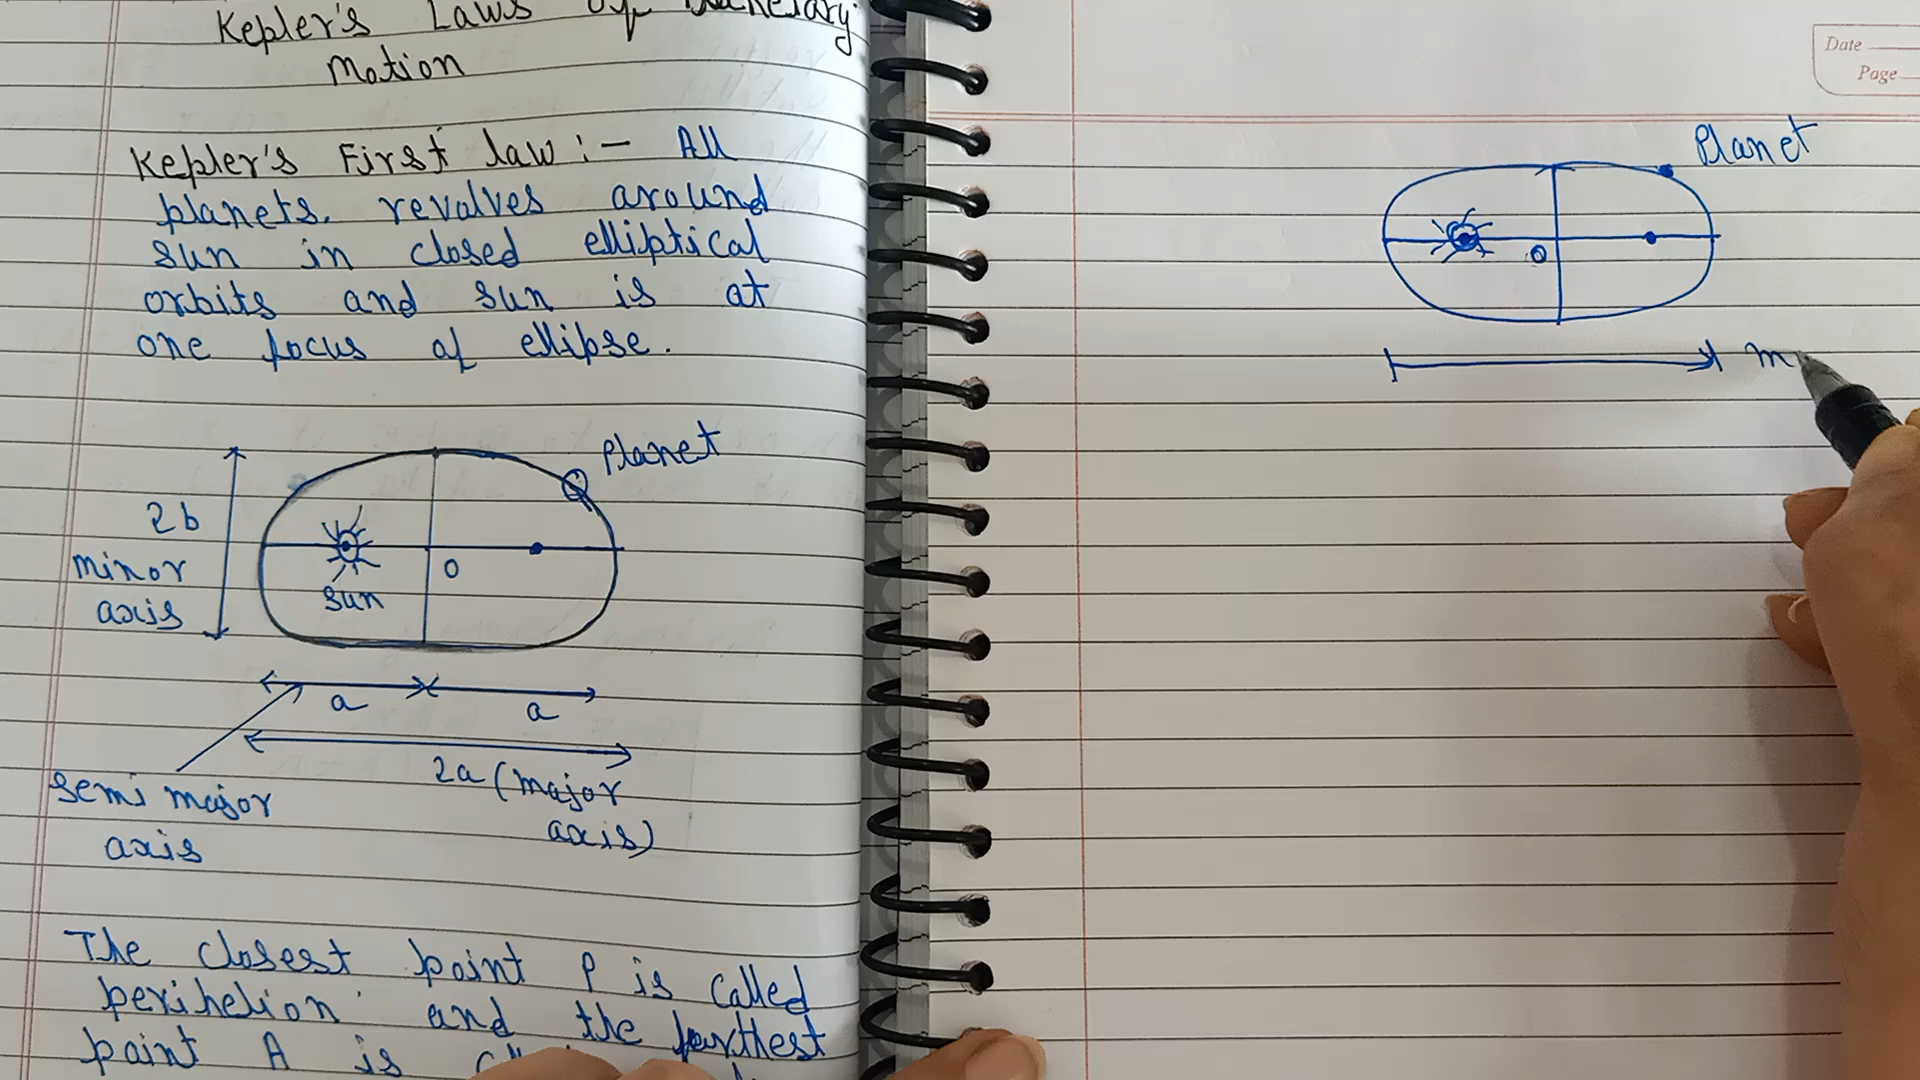 Kepler's Laws of Planetary
Motion
Kepler's First law :- All
planets. revolves around
sun in closed elliptical
orbits and sun is at
one focus of ellipse.
Planet
2b
minor
axis
sun
O
a
a
2a (major
axis)
semi major
axis
The closest point P is called
perihelion and the farthest
point A is
Date
Page
Planet
O